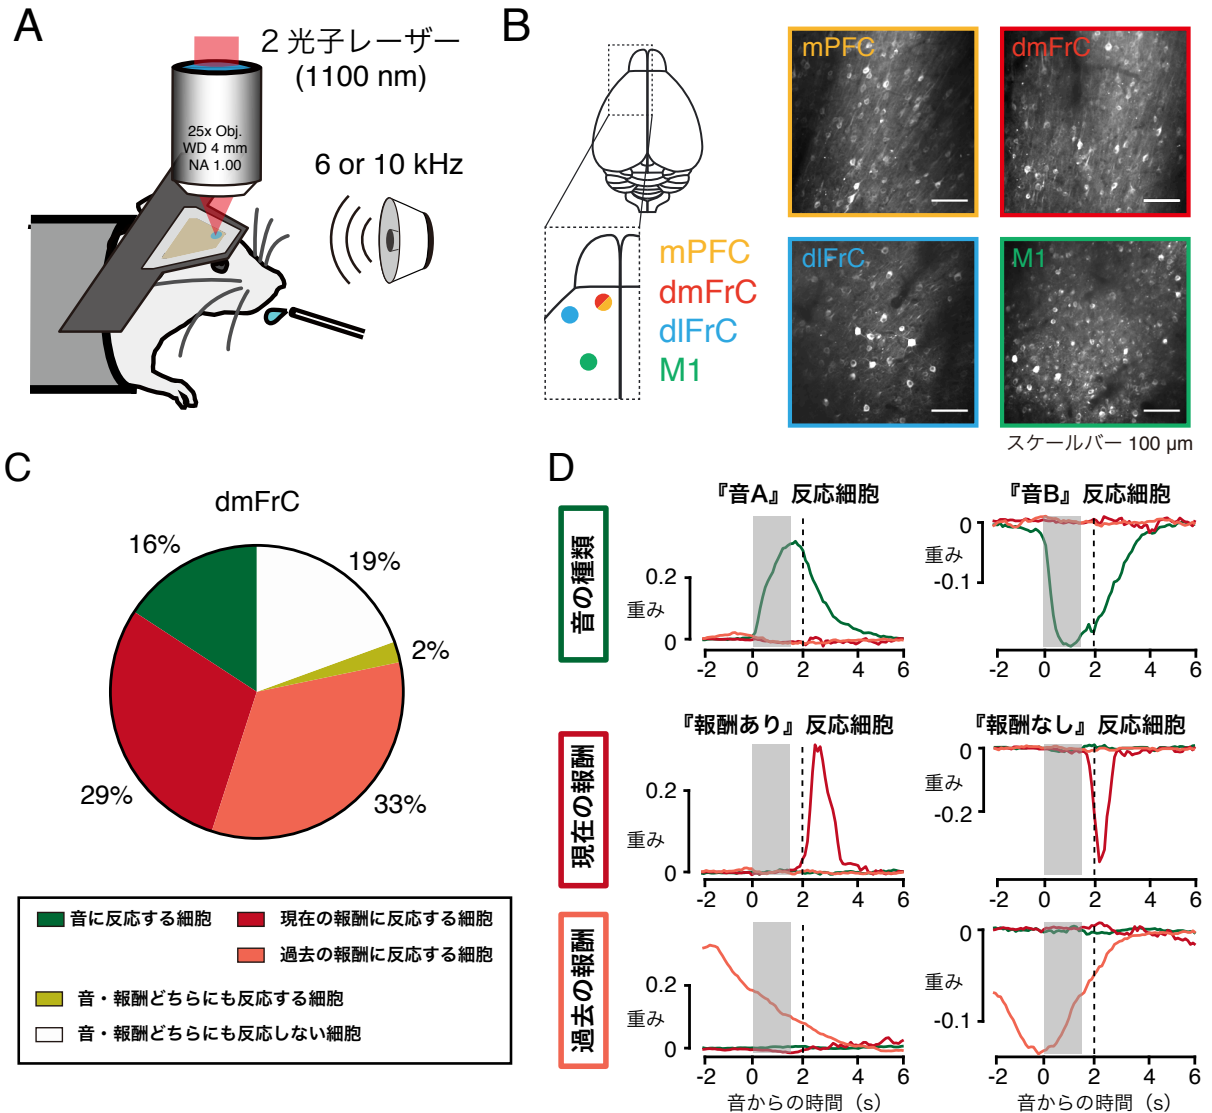 A
2 光子レーザー
(1100 nm)
25x Obj.
WD 4 mm
NA 1.00
6 or 10 kHz
B
mPFC
dmFrC
dlFrC
M1
mPFC
dmFrC
dlFrC
M1
スケールバー 100 µm
C
dmFrC
16%
19%
2%
29%
33%
音に反応する細胞
現在の報酬に反応する細胞
過去の報酬に反応する細胞
音・報酬どちらにも反応する細胞
音・報酬どちらにも反応しない細胞
D
音の種類
『音A』反応細胞
0.2
重み
0
-2 0 2 4 6
『音B』反応細胞
0
重み
-0.1
-2 0 2 4 6
現在の報酬
『報酬あり』反応細胞
0.2
重み
0
-2 0 2 4 6
『報酬なし』反応細胞
0
重み
-0.2
-2 0 2 4 6
過去の報酬
0.2
重み
0
-2 0 2 4 6
0
重み
-0.1
-2 0 2 4 6
音からの時間（s）
音からの時間（s）